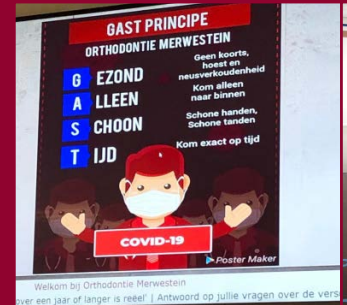 GAST PRINCIPE
ORTHODONTIE MERWESTEIN
G EZOND
Geen koorts,
hoest en
neusverkoudenheid
A LLEEN
Kom alleen
naar binnen
S CHOON
Schone handen,
Schone tanden
T IJD
Kom exact op tijd
COVID-19
Poster Maker
Welkom bij Orthodontie Merwestein
over een jaar of langer is reëel' | Antwoord op jullie vragen over de